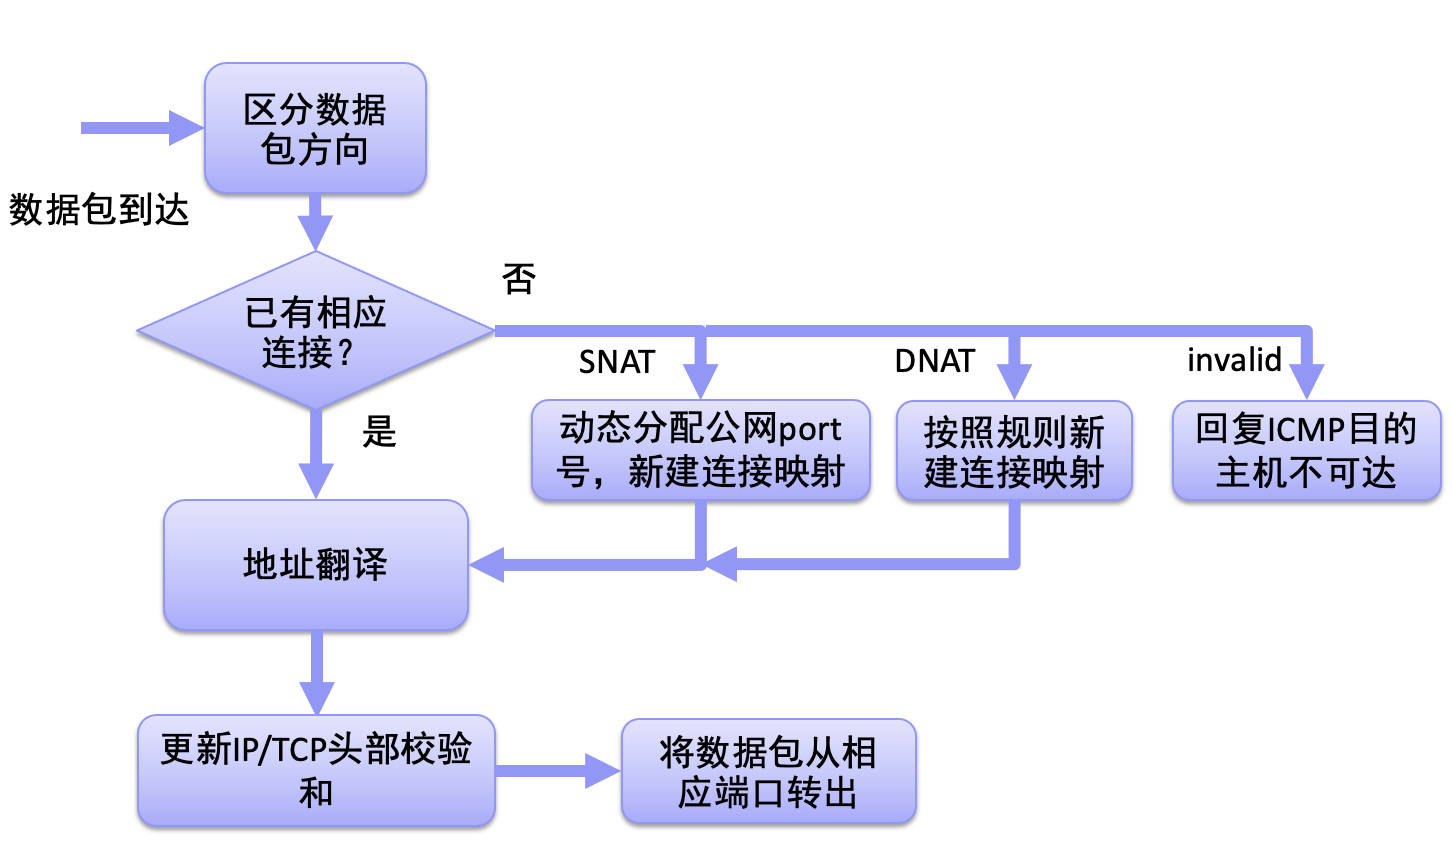 区分数据
包方向
数据包到达
已有相应
连接？
否
是
SNAT
DNAT
invalid
动态分配公网port
号，新建连接映射
按照规则新
建连接映射
回复ICMP目的
主机不可达
地址翻译
更新IP/TCP头部校验
和
将数据包从相
应端口转出